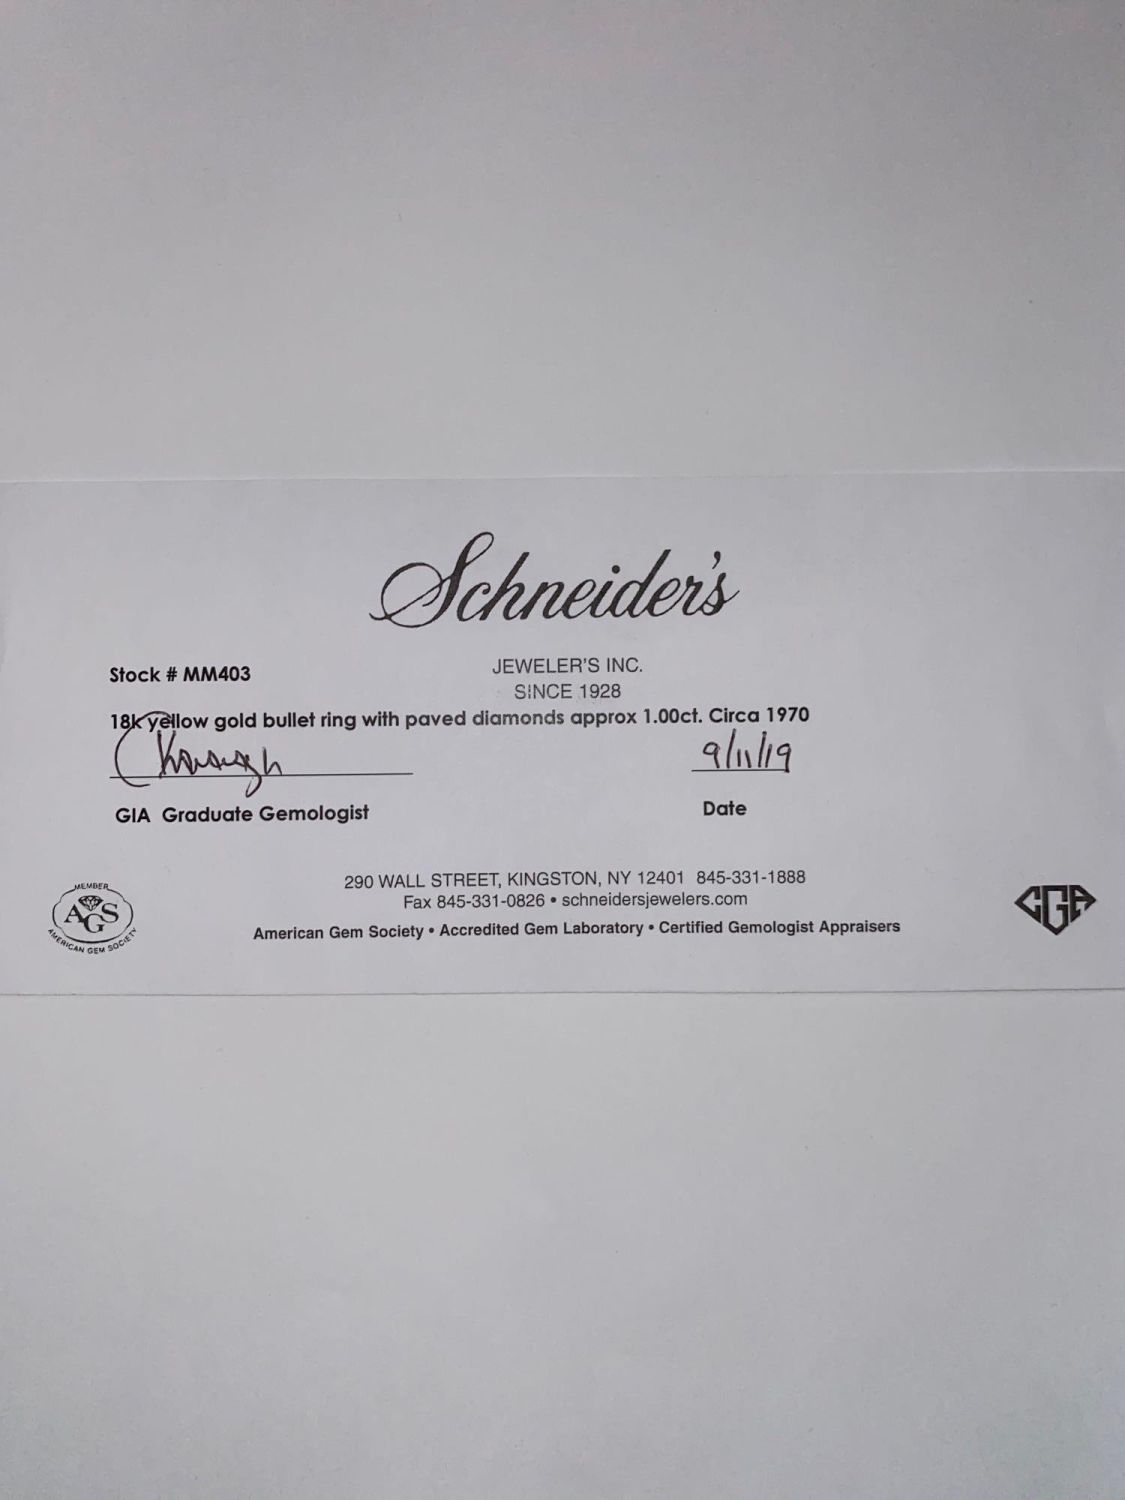 Schneider's
JEWELER'S INC.
SINCE 1928
Stock # MM403
18k yellow gold bullet ring with paved diamonds approx 1.00ct. Circa 1970
9/11/19
GIA Graduate Gemologist
Date
290 WALL STREET, KINGSTON, NY 12401 845-331-1888
Fax 845-331-0826 • schneidersjewelers.com
American Gem Society • Accredited Gem Laboratory • Certified Gemologist Appraisers
MEMBER
AGS
AMERICAN GEM SOCIETY
CGA